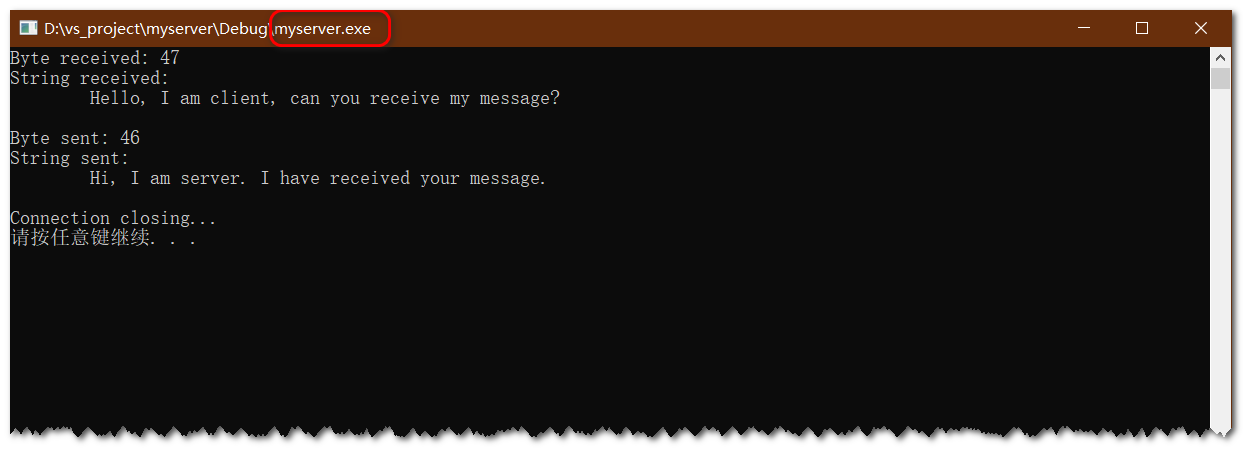 D:\vs_project\myserver\Debug\myserver.exe
Byte received: 47
String received:
Hello, I am client, can you receive my message?
Byte sent: 46
String sent:
Hi, I am server. I have received your message.
Connection closing...
请按任意键继续. . .